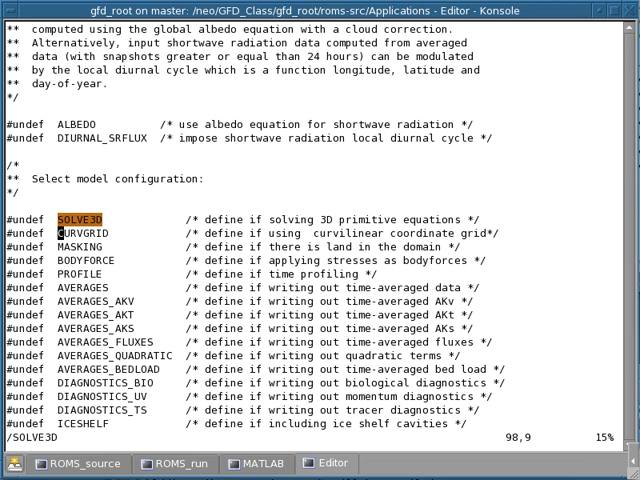 gfd_root on master: /neo/GFD_Class/gfd_root/roms-src/Applications - Editor - Konsole
**  computed using the global albedo equation with a cloud correction.
**  Alternatively, input shortwave radiation data computed from averaged
**  data (with snapshots greater or equal than 24 hours) can be modulated
**  by the local diurnal cycle which is a function longitude, latitude and
**  day-of-year.
*/
#undef  ALBEDO          /* use albedo equation for shortwave radiation */
#undef  DIURNAL_SRFLUX  /* impose shortwave radiation local diurnal cycle */
/*
**  Select model configuration:
*/
#undef  SOLVE3D             /* define if solving 3D primitive equations */
#undef  CURVGRID            /* define if using  curvilinear coordinate grid*/
#undef  MASKING             /* define if there is land in the domain */
#undef  BODYFORCE           /* define if applying stresses as bodyforces */
#undef  PROFILE             /* define if time profiling */
#undef  AVERAGES            /* define if writing out time-averaged data */
#undef  AVERAGES_AKV        /* define if writing out time-averaged AKv */
#undef  AVERAGES_AKT        /* define if writing out time-averaged AKt */
#undef  AVERAGES_AKS        /* define if writing out time-averaged AKs */
#undef  AVERAGES_FLUXES     /* define if writing out time-averaged fluxes */
#undef  AVERAGES_QUADRATIC  /* define if writing out quadratic terms */
#undef  AVERAGES_BEDLOAD    /* define if writing out time-averaged bed load */
#undef  DIAGNOSTICS_BIO     /* define if writing out biological diagnostics */
#undef  DIAGNOSTICS_UV      /* define if writing out momentum diagnostics */
#undef  DIAGNOSTICS_TS      /* define if writing out tracer diagnostics */
#undef  ICESHELF            /* define if including ice shelf cavities */
/SOLVE3D 98,9 15%
ROMS_source ROMS_run MATLAB Editor